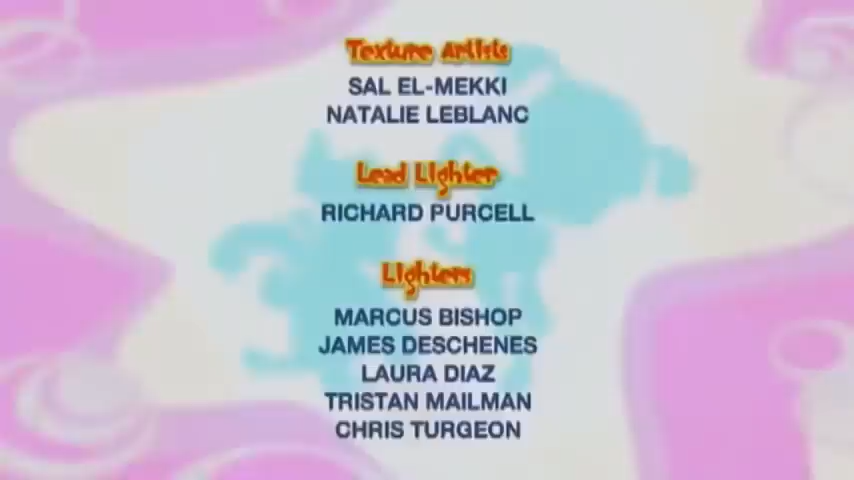 Texture Artists
SAL EL-MEKKI
NATALIE LEBLANC
Lead Lighter
RICHARD PURCELL
Lighters
MARCUS BISHOP
JAMES DESCHENES
LAURA DIAZ
TRISTAN MAILMAN
CHRIS TURGEON